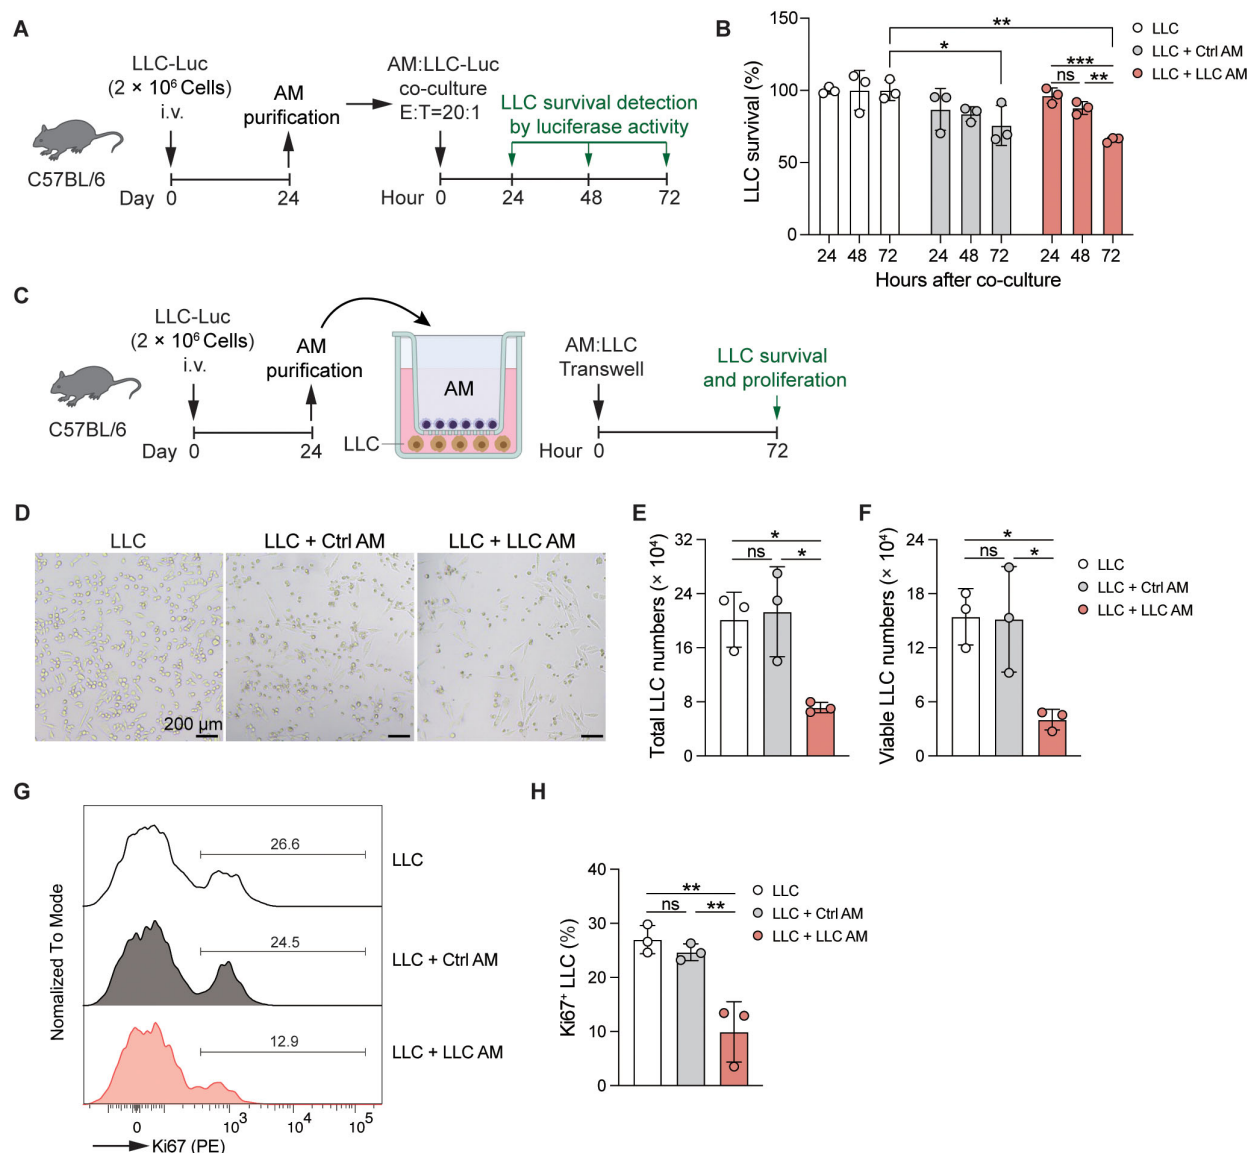 A
LLC-Luc
(2 × 10⁶ Cells)
i.v.
AM
purification
AM:LLC-Luc
co-culture
E:T=20:1
LLC survival detection
by luciferase activity
C57BL/6
Day 0 24
Hour 0 24 48 72
B
LLC survival (%)
150
100
50
0
** 
*
***
ns **
24 48 72 24 48 72 24 48 72
Hours after co-culture
LLC
LLC + Ctrl AM
LLC + LLC AM
C
LLC-Luc
(2 × 10⁶ Cells)
i.v.
AM
purification
C57BL/6
Day 0 24
AM
LLC
AM:LLC
Transwell
LLC survival
and proliferation
Hour 0 72
D
LLC LLC + Ctrl AM LLC + LLC AM
200 μm
E
Total LLC numbers (× 10⁴)
32
24
16
8
0
*
ns *
F
Viable LLC numbers (× 10⁴)
24
18
12
6
0
*
ns *
LLC
LLC + Ctrl AM
LLC + LLC AM
G
Nomalized To Mode
26.6
LLC
24.5
LLC + Ctrl AM
12.9
LLC + LLC AM
0 10³ 10⁴ 10⁵
Ki67 (PE)
H
Ki67⁺ LLC (%)
40
30
20
10
0
**
ns **
LLC
LLC + Ctrl AM
LLC + LLC AM